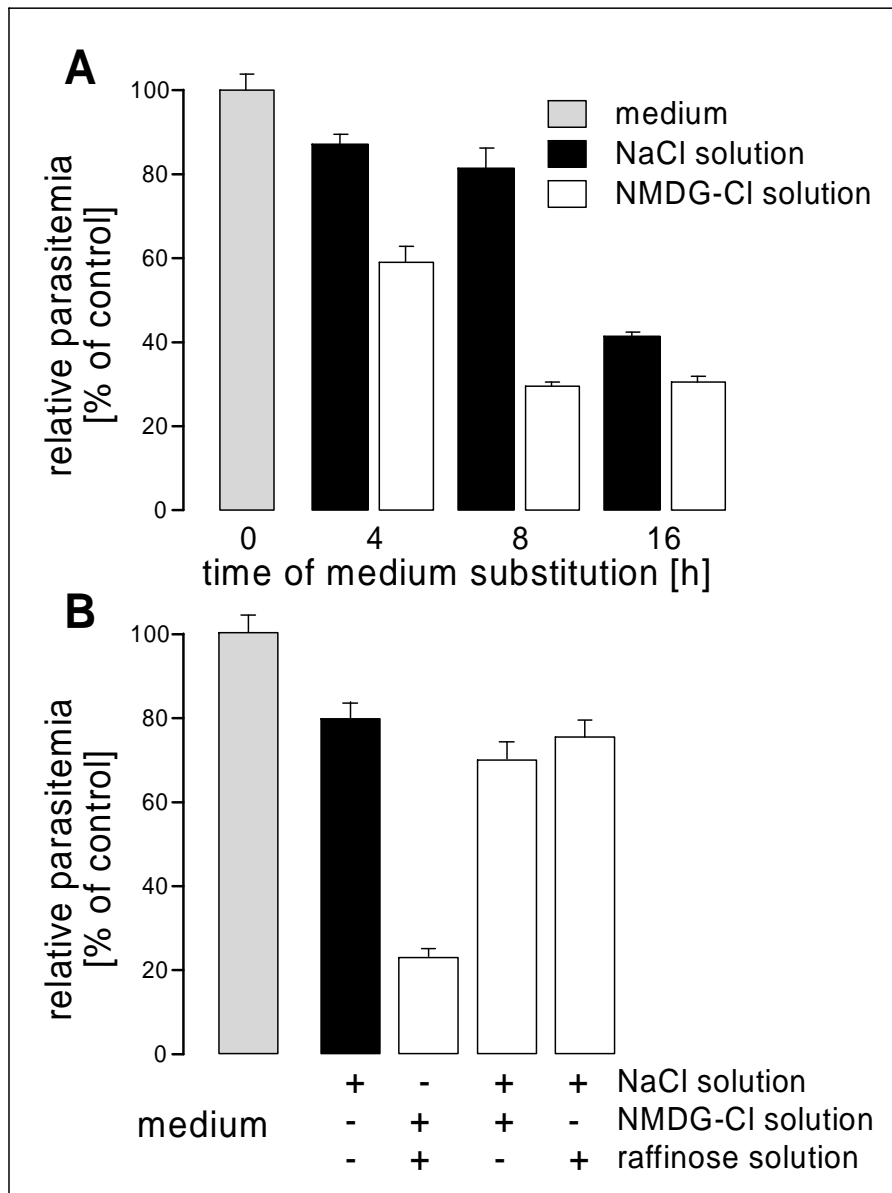 A
relative parasitemia
[% of control]
100
80
60
40
20
0
medium
NaCl solution
NMDG-Cl solution
0 4 8 16
time of medium substitution [h]
B
relative parasitemia
[% of control]
100
80
60
40
20
0
+ - + + NaCl solution
medium - + + - NMDG-Cl solution
- + - + raffinose solution